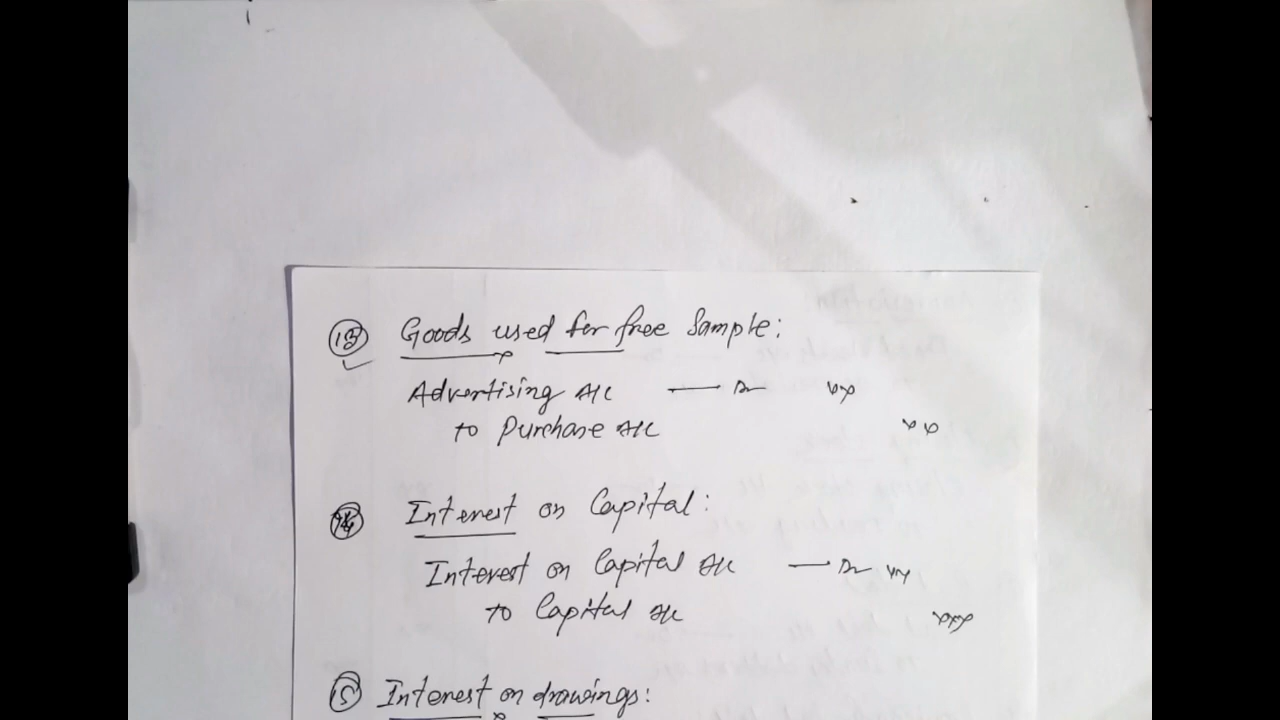 13 Goods used for free Sample:
Advertising A/C — Dr xx
to Purchase A/C xx
14 Interest on Capital:
Interest on Capital A/C — Dr xx
to Capital A/C xxx
15 Interest on drawings: